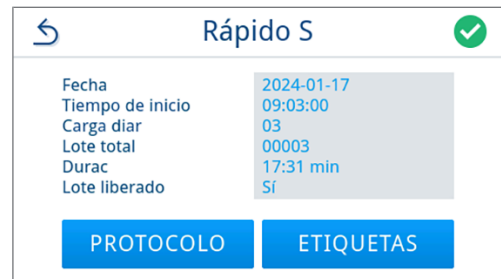 Rápido S
Fecha 2024-01-17
Tiempo de inicio 09:03:00
Carga diar 03
Lote total 00003
Durac 17:31 min
Lote liberado Sí
PROTOCOLO ETIQUETAS